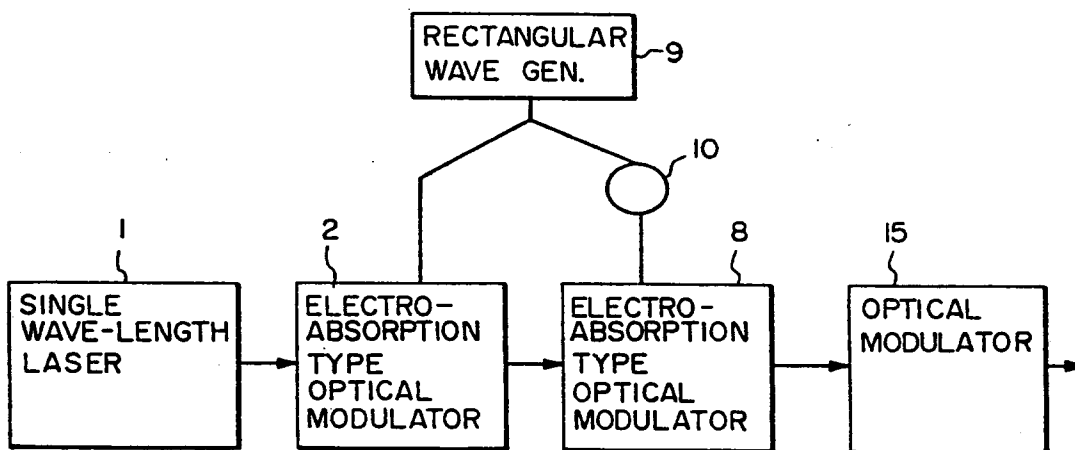 RECTANGULAR
WAVE GEN.
9
10
1
SINGLE
WAVE-LENGTH
LASER
2
ELECTRO-
ABSORPTION
TYPE
OPTICAL
MODULATOR
8
ELECTRO-
ABSORPTION
TYPE
OPTICAL
MODULATOR
15
OPTICAL
MODULATOR